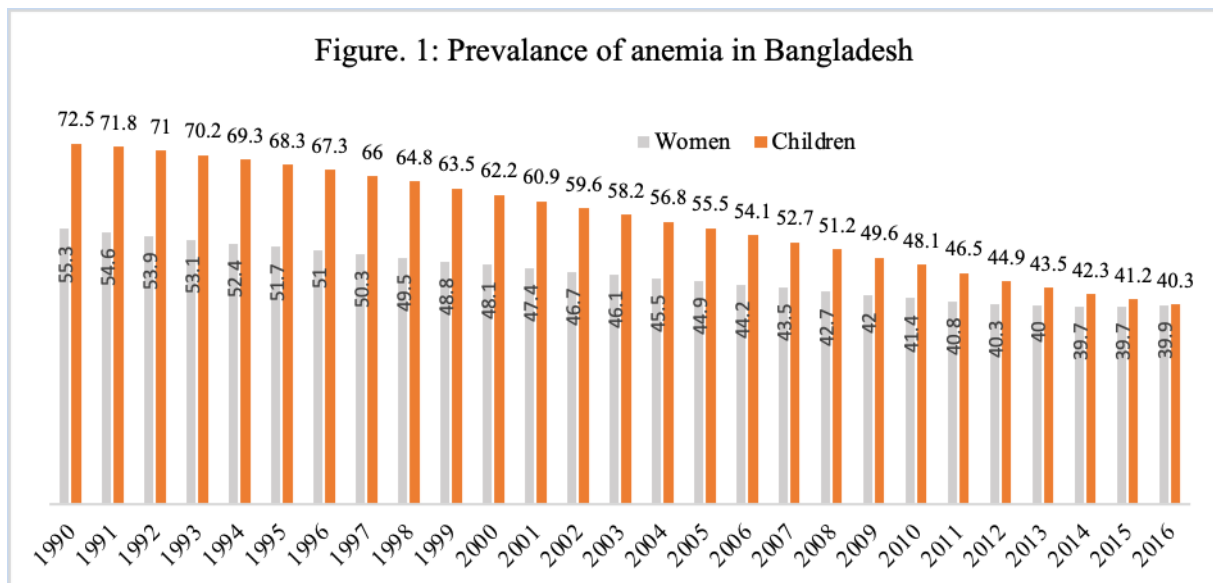 Figure. 1: Prevalance of anemia in Bangladesh
Women Children
72.5 71.8 71 70.2 69.3 68.3 67.3 66 64.8 63.5 62.2 60.9 59.6 58.2 56.8 55.5 54.1 52.7 51.2 49.6 48.1 46.5 44.9 43.5 42.3 41.2 40.3
55.3 54.6 53.9 53.1 52.4 51.7 51 50.3 49.5 48.8 48.1 47.4 46.7 46.1 45.5 44.9 44.2 43.5 42.7 42 41.4 40.8 40.3 40 39.7 39.7 39.9
1990 1991 1992 1993 1994 1995 1996 1997 1998 1999 2000 2001 2002 2003 2004 2005 2006 2007 2008 2009 2010 2011 2012 2013 2014 2015 2016